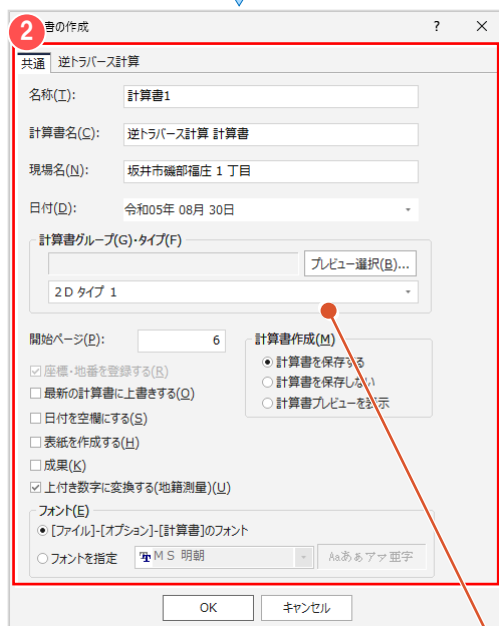 2 書の作成 ? ×
共通 逆トラバース計算
名称(T): 計算書1
計算書名(C): 逆トラバース計算 計算書
現場名(N): 坂井市磯部福庄 1 丁目
日付(D): 令和05年 08月 30日
計算書グループ(G)・タイプ(F)
プレビュー選択(B)...
2D タイプ 1
開始ページ(P): 6
計算書作成(M)
計算書を保存する
計算書を保存しない
計算書プレビューを表示
座標・地番を登録する(R)
最新の計算書に上書きする(O)
日付を空欄にする(S)
表紙を作成する(H)
成果(K)
上付き数字に変換する(地籍測量)(U)
フォント(E)
[ファイル]-[オプション]-[計算書]のフォント
フォントを指定 MS 明朝 Aaあぁアァ亜宇
OK キャンセル